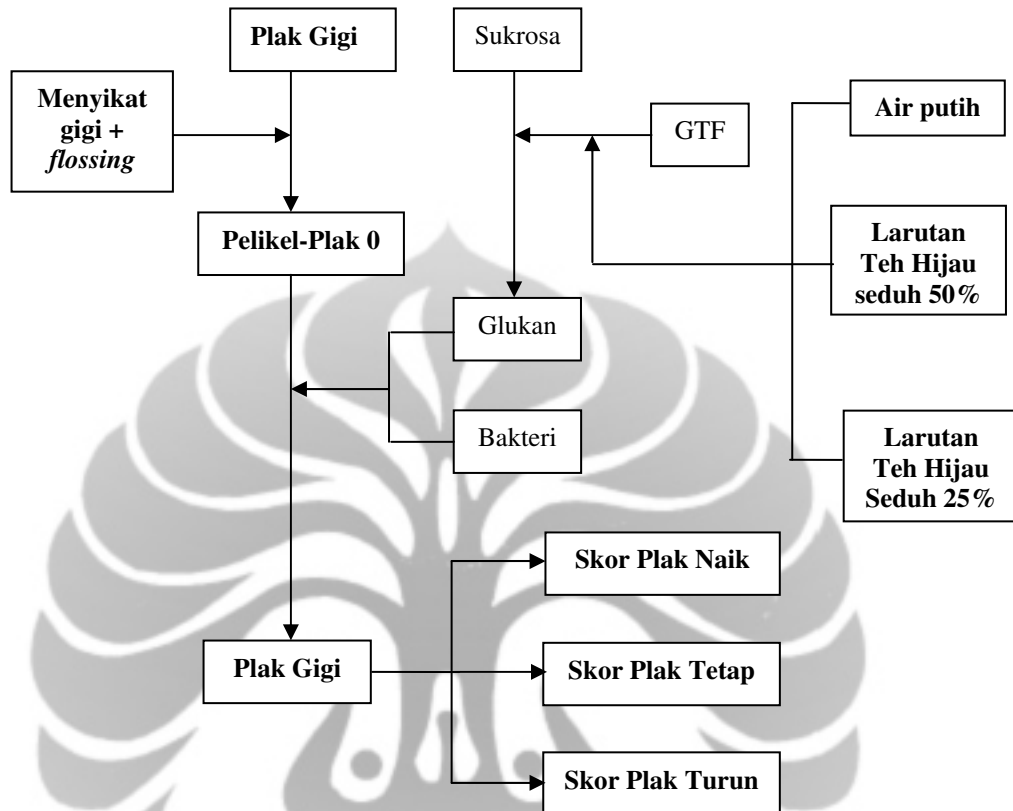 Plak Gigi
Sukrosa
Menyikat
gigi +
flossing
GTF
Air putih
Pelikel-Plak 0
Larutan
Teh Hijau
seduh 50%
Glukan
Bakteri
Larutan
Teh Hijau
Seduh 25%
Skor Plak Naik
Plak Gigi
Skor Plak Tetap
Skor Plak Turun